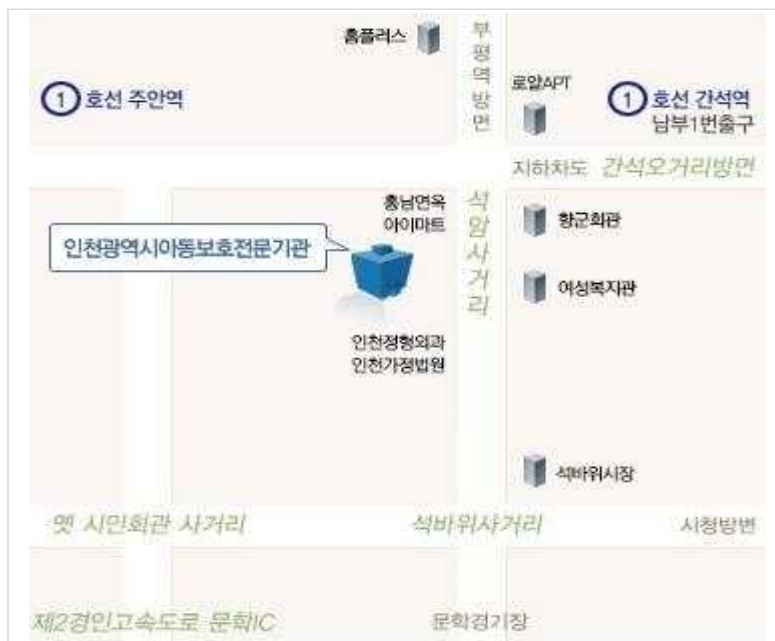 홈플러스
부평역방면
로얄APT
1 호선 주안역
1 호선 간석역
남부1번출구
지하차도 간석오거리방면
흥남면옥
아이마트
석암사거리
향군회관
인천광역시아동보호전문기관
여성복지관
인천정형외과
인천가정법원
석바위시장
옛 시민회관 사거리
석바위사거리
시청방면
제2경인고속도로 문학IC
문학경기장